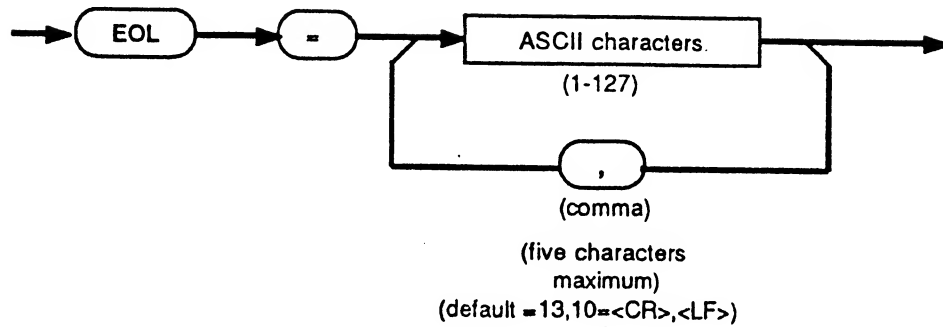 EOL = ASCII characters.
(1-127)
,
(comma)
(five characters
maximum)
(default = 13,10=<CR>,<LF>)